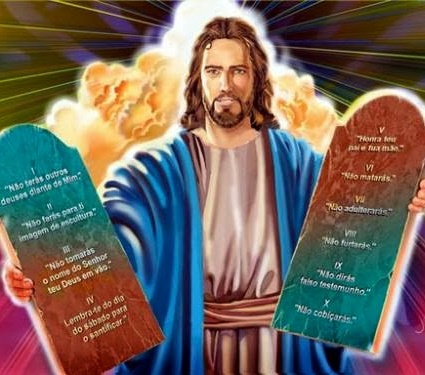 I
"Não terás outros
deuses diante de Mim."
II
"Não farás para ti
imagem de escultura."
III
"Não tomarás
o nome do Senhor
teu Deus em vão."
IV
Lembra-te do dia
do sábado para
o santificar."
V
"Honra teu
pai e tua mãe."
VI
"Não matarás."
VII
"Não adulterarás."
VIII
"Não furtarás."
IX
"Não dirás
falso testemunho."
X
"Não cobiçarás."